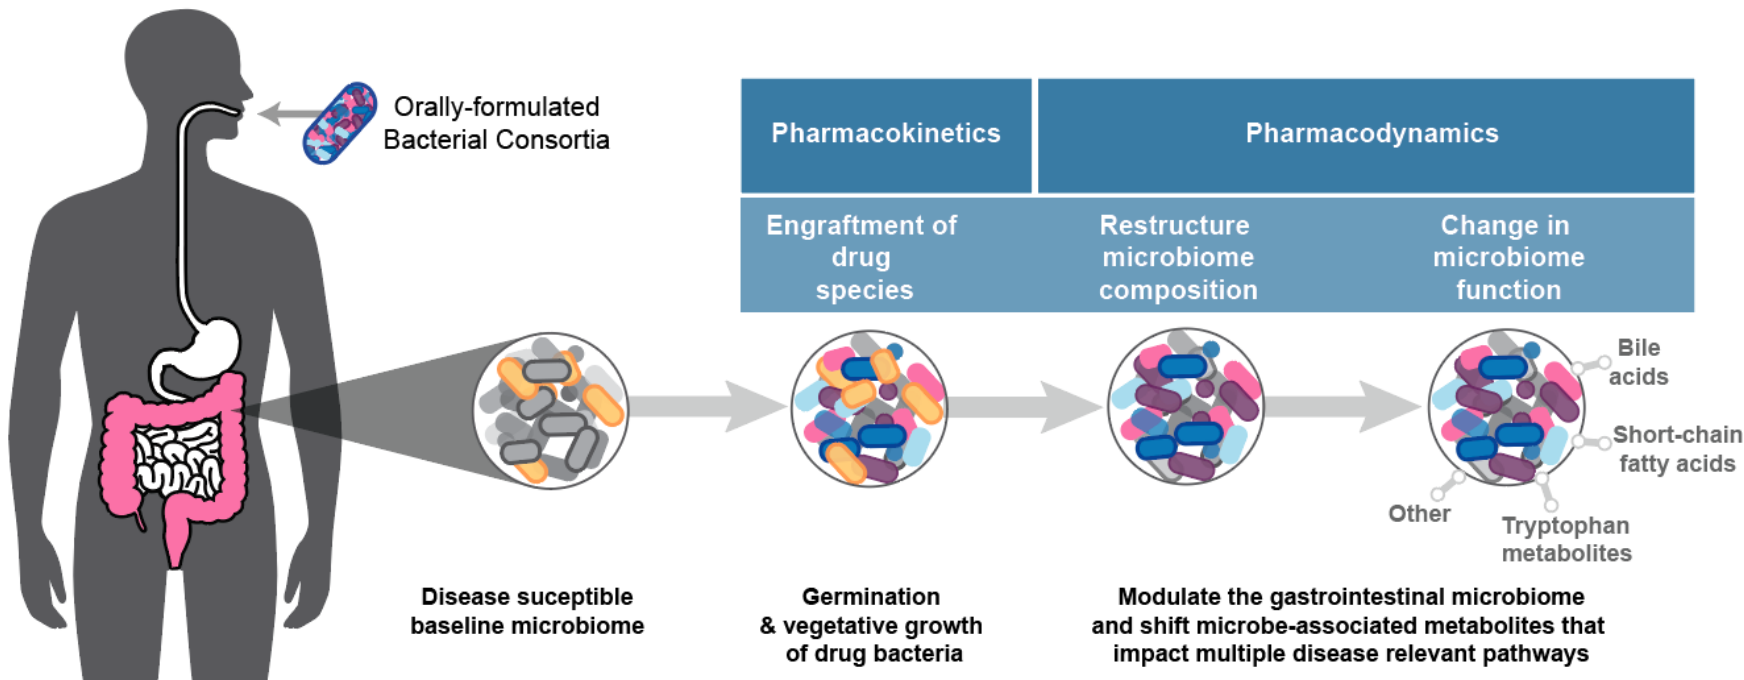 Orally-formulated
Bacterial Consortia
Pharmacokinetics
Pharmacodynamics
Engraftment of
drug
species
Restructure
microbiome
composition
Change in
microbiome
function
Bile
acids
Short-chain
fatty acids
Other
Tryptophan
metabolites
Disease suceptible
baseline microbiome
Germination
& vegetative growth
of drug bacteria
Modulate the gastrointestinal microbiome
and shift microbe-associated metabolites that
impact multiple disease relevant pathways